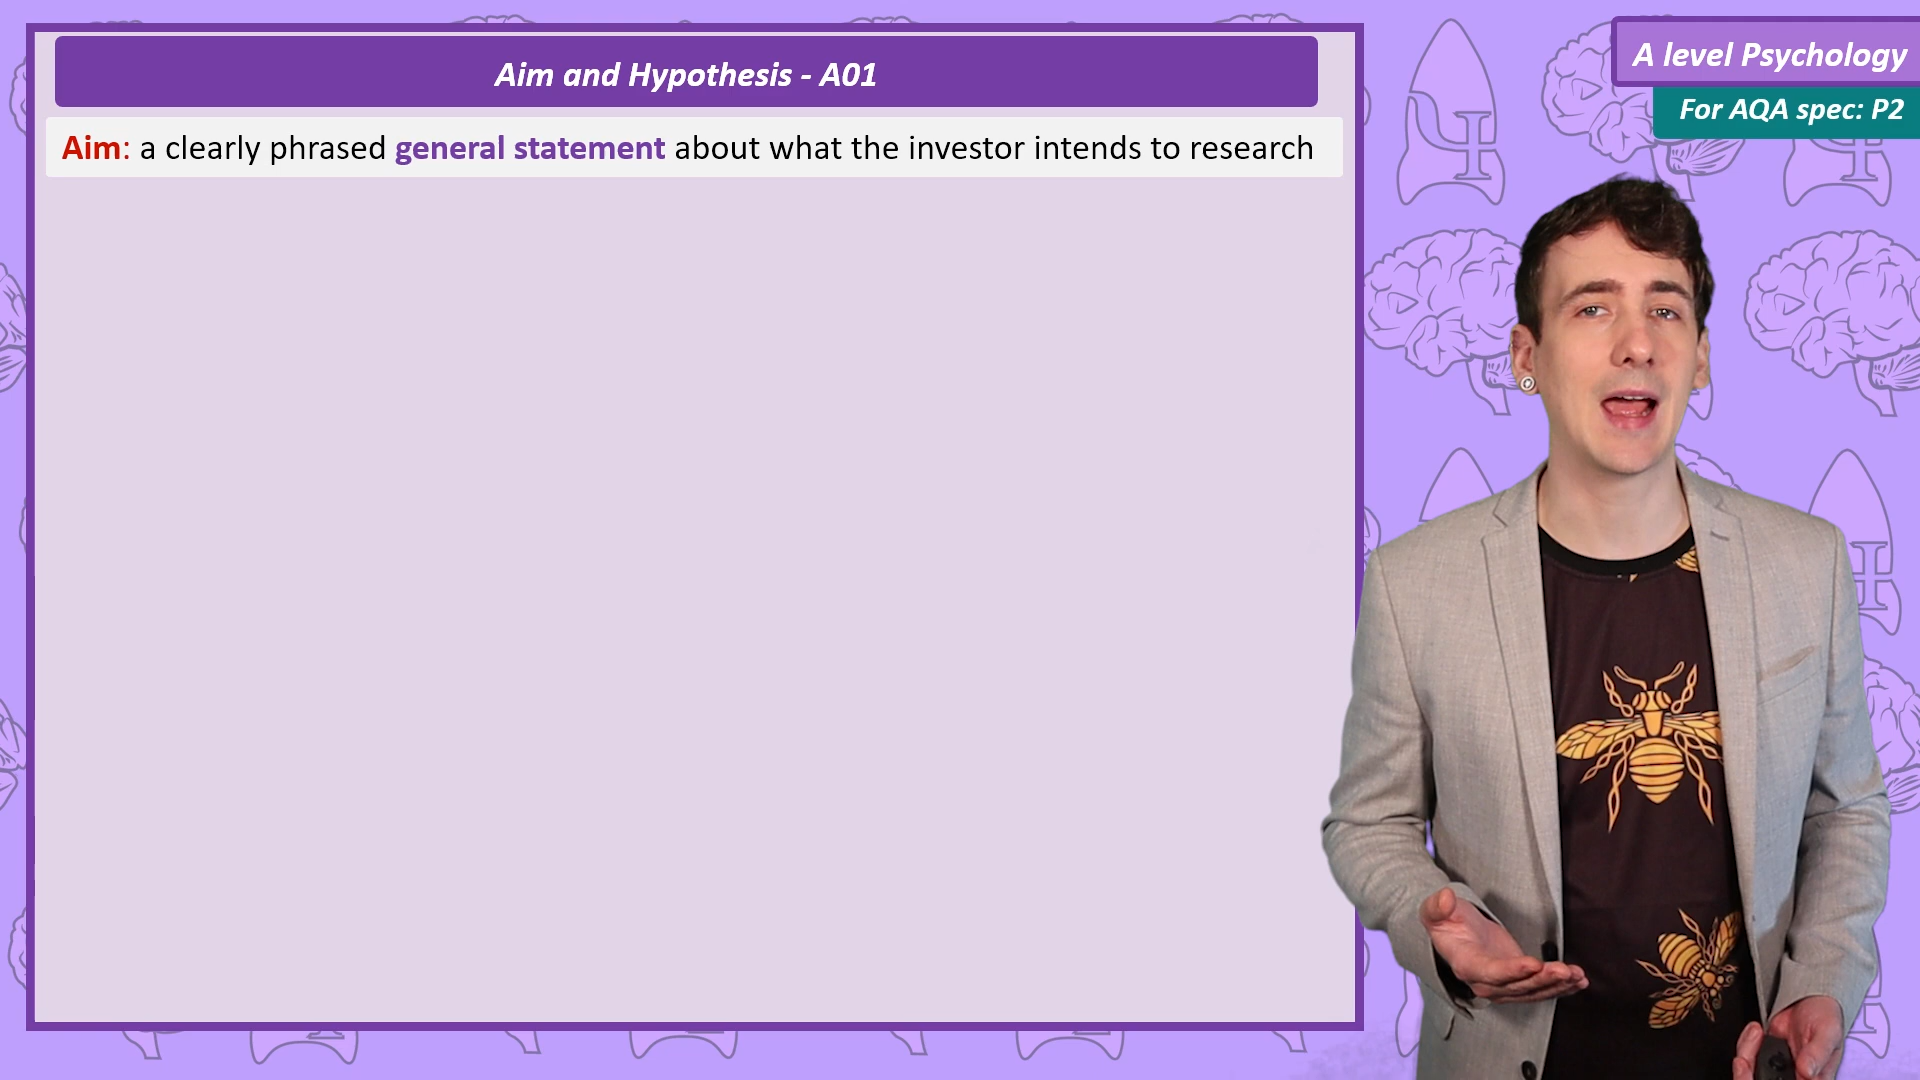 Aim and Hypothesis - A01
A level Psychology
For AQA spec: P2
Aim: a clearly phrased general statement about what the investor intends to research